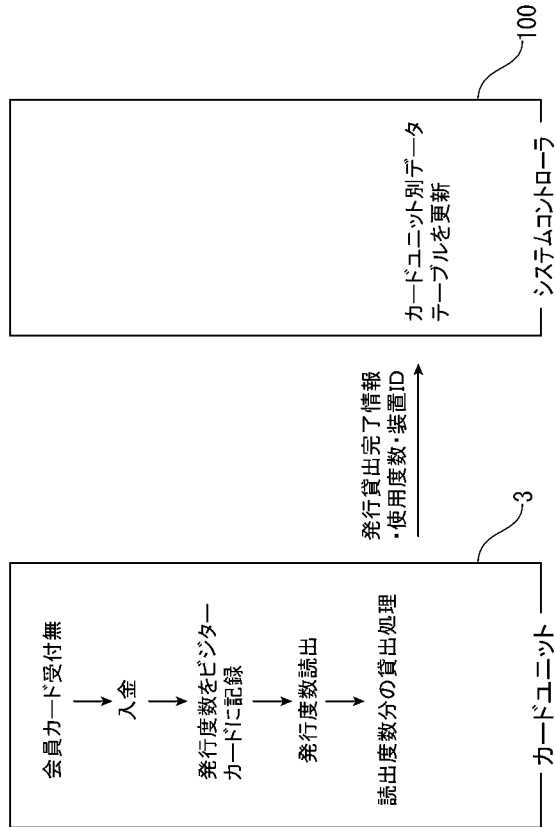 会員カード受付無
入金
発行度数をビジター
カードに記録
発行度数読出
読出度数分の貸出処理
カードユニット
3
発行貸出完了情報
・使用度数・装置ID
カードユニット別データ
テーブルを更新
システムコントローラ
100